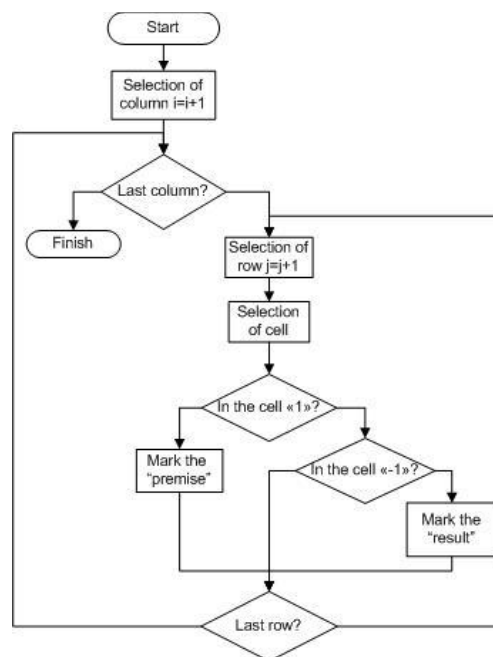 Start
Selection of
column i=i+1
Last column?
Finish
Selection of
row j=j+1
Selection
of cell
In the cell «1»?
Mark the
“premise”
In the cell «-1»?
Mark the
“result”
Last row?